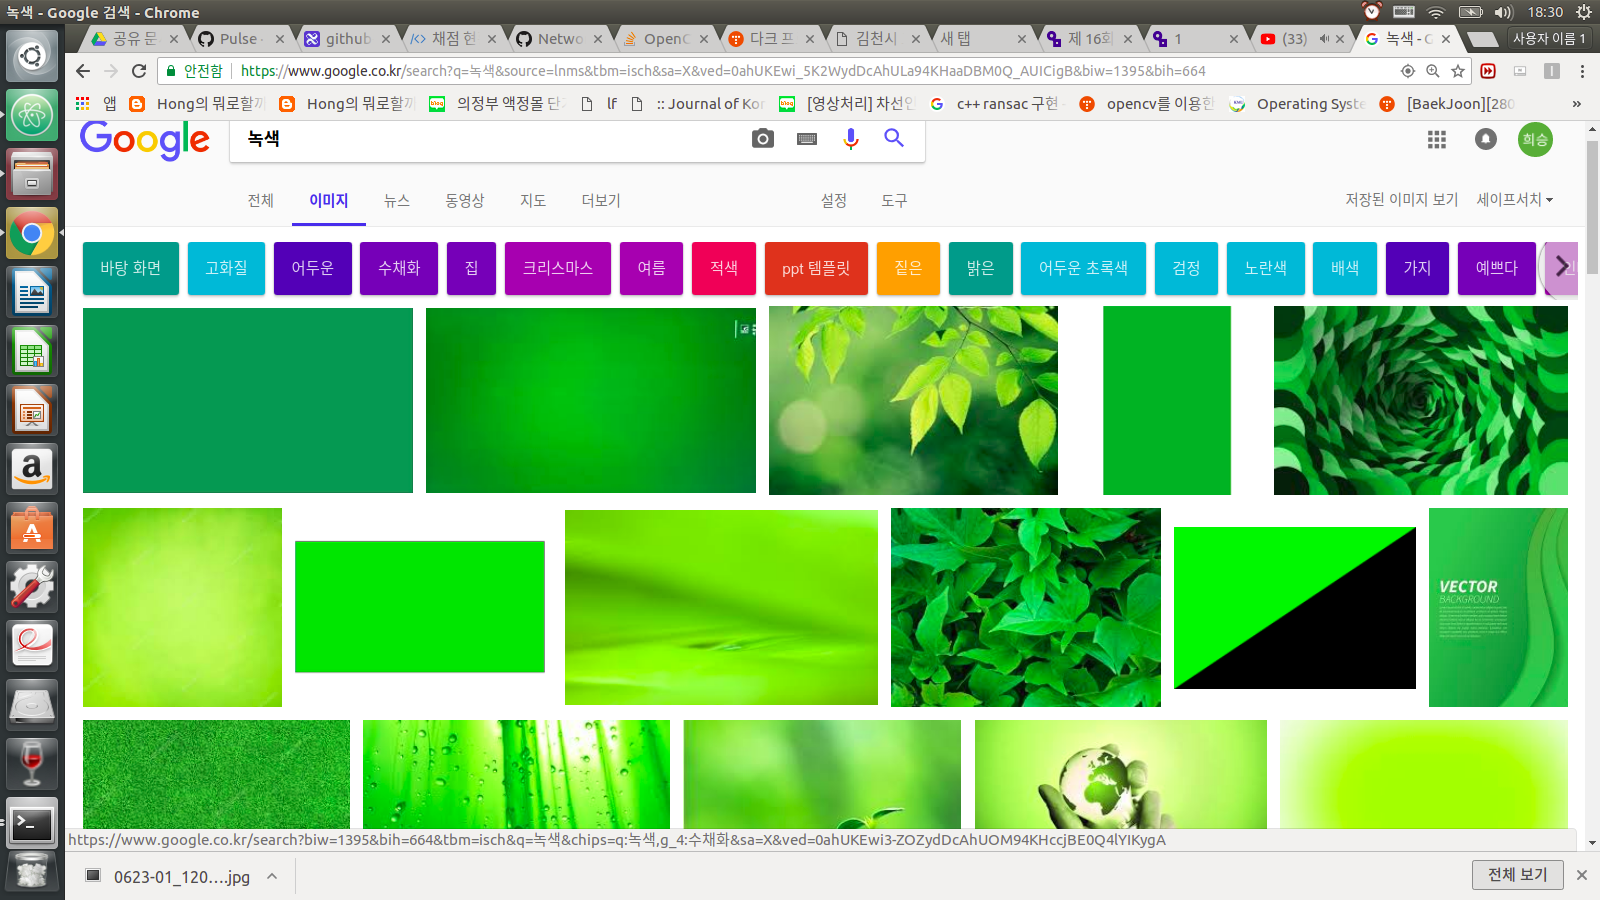 녹색 - Google 검색 - Chrome
18:30
공유 문
Pulse
github
채점 현
Netwo
OpenC
다크 프
김천시
새 탭
제 16회
1
(33)
녹색 - G
사용자 이름 1
안전함
https://www.google.co.kr/search?q=녹색&source=lnms&tbm=isch&sa=X&ved=0ahUKEwi_5K2WydDcAhULa94KHaaDBM0Q_AUICigB&biw=1395&bih=664
앱
Hong의 뭐로할까
Hong의 뭐로할까
의정부 액정몰 단
lf
:: Journal of Kor
[영상처리] 차선인
c++ ransac 구현
opencv를 이용한
Operating Syste
[BaekJoon][280
»
Google
녹색
희승
전체
이미지
뉴스
동영상
지도
더보기
설정
도구
저장된 이미지 보기
세이프서치
바탕 화면
고화질
어두운
수채화
집
크리스마스
여름
적색
ppt 템플릿
짙은
밝은
어두운 초록색
검정
노란색
배색
가지
예쁘다
VECTOR
BACKGROUND
https://www.google.co.kr/search?biw=1395&bih=664&tbm=isch&q=녹색&chips=q:녹색,g_4:수채화&sa=X&ved=0ahUKEwi3-ZOZydDcAhUOM94KHccjBE0Q4lYIKygA
0623-01_120....jpg
전체 보기